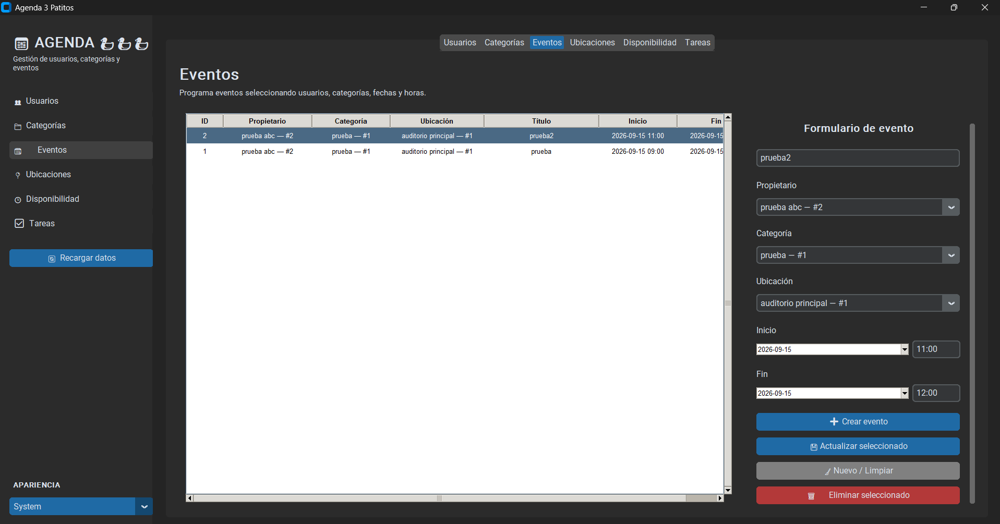 Agenda 3 Patitos
AGENDA
Gestión de usuarios, categorías y
eventos
Usuarios
Categorías
Eventos
Ubicaciones
Disponibilidad
Tareas
Recargar datos
APARIENCIA
System
Usuarios Categorías Eventos Ubicaciones Disponibilidad Tareas
Eventos
Programa eventos seleccionando usuarios, categorías, fechas y horas.
ID Propietario Categoría Ubicación Título Inicio Fin
2 prueba abc — #2 prueba — #1 auditorio principal — #1 prueba2 2026-09-15 11:00 2026-09-15
1 prueba abc — #2 prueba — #1 auditorio principal — #1 prueba 2026-09-15 09:00 2026-09-15
Formulario de evento
prueba2
Propietario
prueba abc — #2
Categoría
prueba — #1
Ubicación
auditorio principal — #1
Inicio
2026-09-15 11:00
Fin
2026-09-15 12:00
Crear evento
Actualizar seleccionado
Nuevo / Limpiar
Eliminar seleccionado